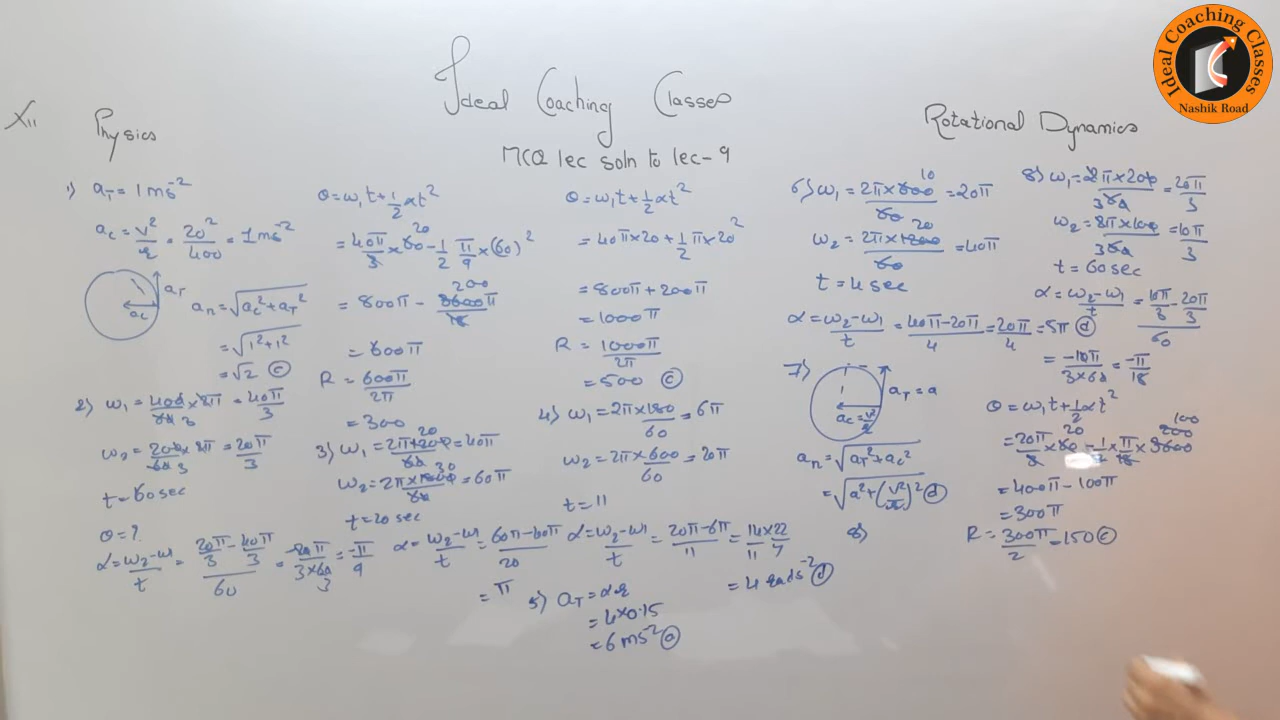 Ideal Coaching Classes
Nashik Road
Ideal Coaching Classes
XII
Physics
Rotational Dynamics
MCQ lec soln to lec-9
1) aT = 1 ms⁻²
ac = v²/r = 20²/400 = 1 ms⁻²
aT
ac
an = √(ac² + aT²)
= √(1² + 1²)
= √2 (c)
2) ω₁ = 400/60 × 2π = 40π/3
ω₂ = 200 × 2π/60 = 20π/3
t = 60 sec
θ = ?
α = ω₂-ω₁/t = (20π/3 - 40π/3)/60 = -20π/3×60 = -π/9
θ = ω₁t + 1/2 αt²
= 40π/3 × 60 - 1/2 π/9 × (60)²
= 800π - 3600π/18
= 600π
R = 600π/2π
= 300
3) ω₁ = 2π×1200/60 = 40π
ω₂ = 2π×1800/60 = 60π
t = 20 sec
α = ω₂-ω₁/t = 60π-40π/20
= π
θ = ω₁t + 1/2 αt²
= 40π×20 + 1/2 π×20²
= 800π + 200π
= 1000π
R = 1000π/2π
= 500 (c)
4) ω₁ = 2π×180/60 = 6π
ω₂ = 2π×600/60 = 20π
t = 11
α = ω₂-ω₁/t = 20π-6π/11 = 14×22/11 7
= 4 rads⁻² (d)
5) aT = αr
= 4×0.15
= 6 ms⁻² (a)
6) ω₁ = 2π×600/60 = 20π
ω₂ = 2π×1200/60 = 40π
t = 4 sec
α = ω₂-ω₁/t = 40π-20π/4 = 20π/4 = 5π (d)
7)
aT = a
ac = v²/r
an = √(aT² + ac²)
= √(a² + (v²/r)²) (d)
8)
8) ω₁ = 2π×200/60 = 20π/3
ω₂ = 2π×100/60 = 10π/3
t = 60 sec
α = ω₂-ω₁/t = (10π/3 - 20π/3)/60
= -10π/3×60 = -π/18
θ = ω₁t + 1/2 αt²
= 20π/3 × 60 - 1/2 × π/18 × 3600
= 400π - 100π
= 300π
R = 300π/2 = 150 (c)